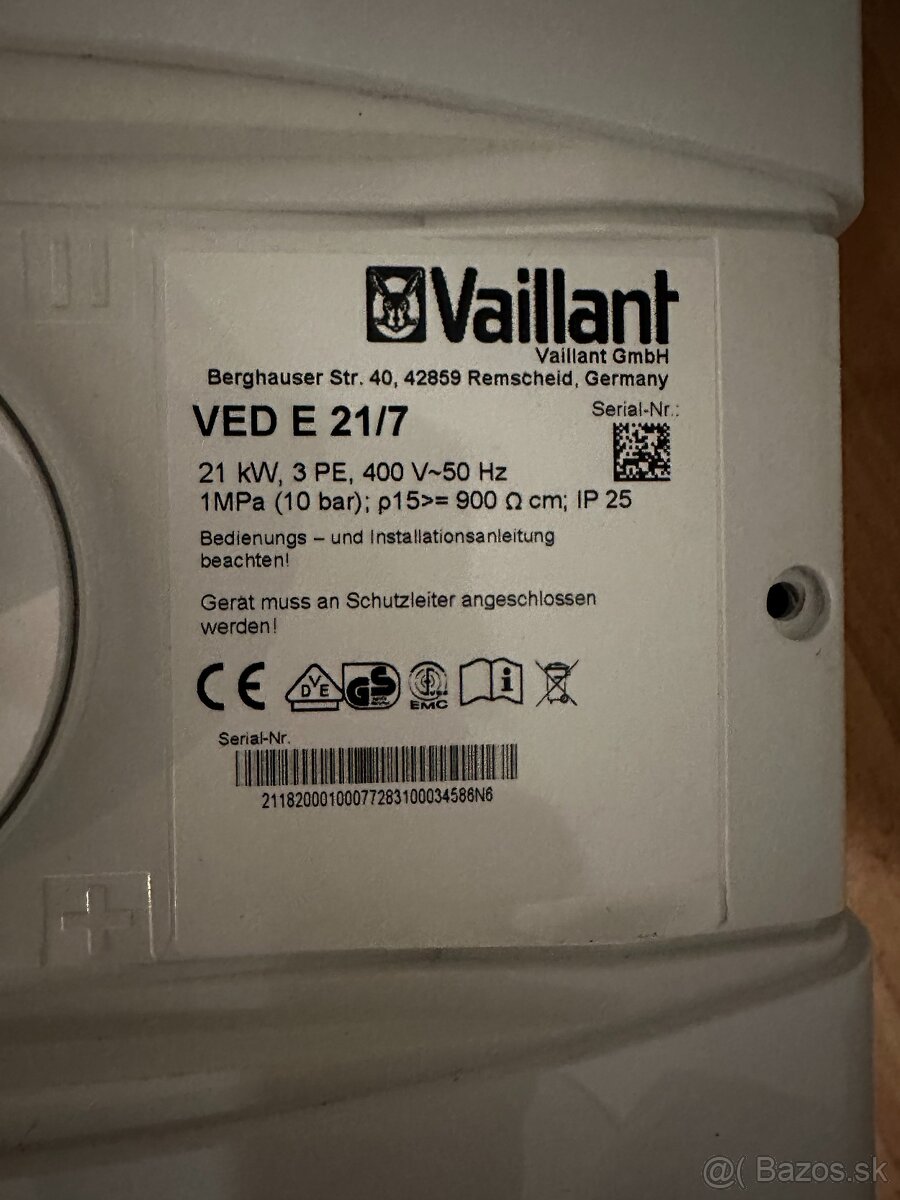 Vaillant
Vaillant GmbH
Berghauser Str. 40, 42859 Remscheid, Germany
VED E 21/7
Serial-Nr.:
21 kW, 3 PE, 400 V~50 Hz
1MPa (10 bar); ρ15>= 900 Ω cm; IP 25
Bedienungs – und Installationsanleitung
beachten!
Gerät muss an Schutzleiter angeschlossen
werden!
CE DVE GS EMC i
Serial-Nr.
21182000100077283100034586N6
@( Bazos.sk